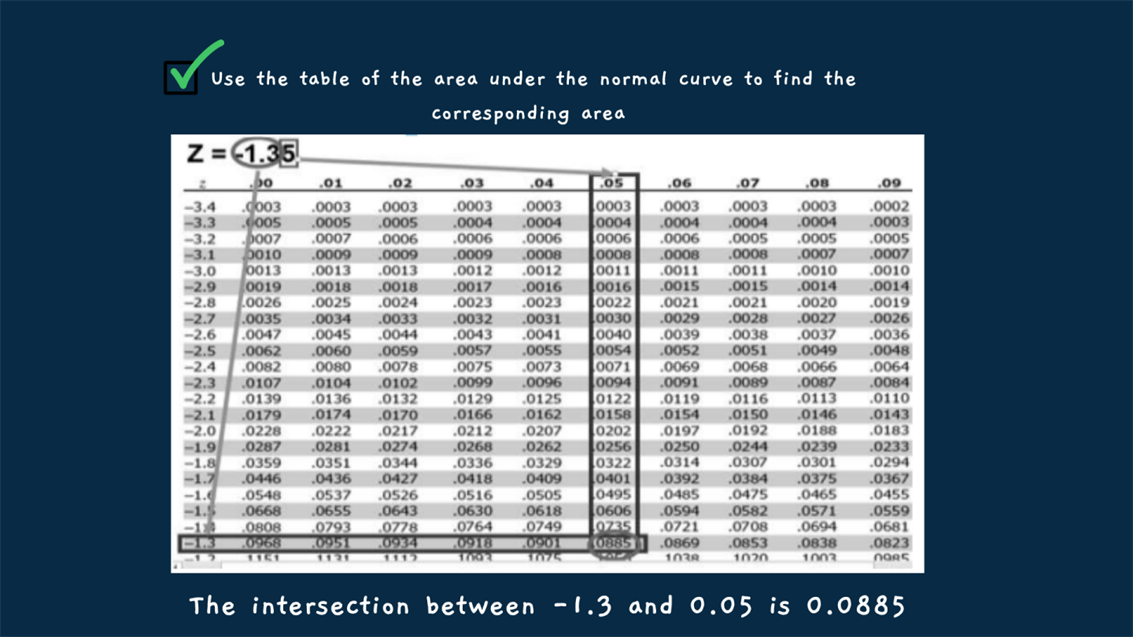 Use the table of the area under the normal curve to find the
corresponding area
Z = -1.35
z .00 .01 .02 .03 .04 .05 .06 .07 .08 .09
−3.4 .0003 .0003 .0003 .0003 .0003 .0003 .0003 .0003 .0003 .0002
−3.3 .0005 .0005 .0005 .0004 .0004 .0004 .0004 .0004 .0004 .0003
−3.2 .0007 .0007 .0006 .0006 .0006 .0006 .0006 .0005 .0005 .0005
−3.1 .0010 .0009 .0009 .0009 .0008 .0008 .0008 .0008 .0007 .0007
−3.0 .0013 .0013 .0013 .0012 .0012 .0011 .0011 .0011 .0010 .0010
−2.9 .0019 .0018 .0018 .0017 .0016 .0016 .0015 .0015 .0014 .0014
−2.8 .0026 .0025 .0024 .0023 .0023 .0022 .0021 .0021 .0020 .0019
−2.7 .0035 .0034 .0033 .0032 .0031 .0030 .0029 .0028 .0027 .0026
−2.6 .0047 .0045 .0044 .0043 .0041 .0040 .0039 .0038 .0037 .0036
−2.5 .0062 .0060 .0059 .0057 .0055 .0054 .0052 .0051 .0049 .0048
−2.4 .0082 .0080 .0078 .0075 .0073 .0071 .0069 .0068 .0066 .0064
−2.3 .0107 .0104 .0102 .0099 .0096 .0094 .0091 .0089 .0087 .0084
−2.2 .0139 .0136 .0132 .0129 .0125 .0122 .0119 .0116 .0113 .0110
−2.1 .0179 .0174 .0170 .0166 .0162 .0158 .0154 .0150 .0146 .0143
−2.0 .0228 .0222 .0217 .0212 .0207 .0202 .0197 .0192 .0188 .0183
−1.9 .0287 .0281 .0274 .0268 .0262 .0256 .0250 .0244 .0239 .0233
−1.8 .0359 .0351 .0344 .0336 .0329 .0322 .0314 .0307 .0301 .0294
−1.7 .0446 .0436 .0427 .0418 .0409 .0401 .0392 .0384 .0375 .0367
−1.6 .0548 .0537 .0526 .0516 .0505 .0495 .0485 .0475 .0465 .0455
−1.5 .0668 .0655 .0643 .0630 .0618 .0606 .0594 .0582 .0571 .0559
−1.4 .0808 .0793 .0778 .0764 .0749 .0735 .0721 .0708 .0694 .0681
−1.3 .0968 .0951 .0934 .0918 .0901 .0885 .0869 .0853 .0838 .0823
−1.2 .1151 .1131 .1112 .1093 .1075 .1038 .1020 .1003 .0985
The intersection between -1.3 and 0.05 is 0.0885